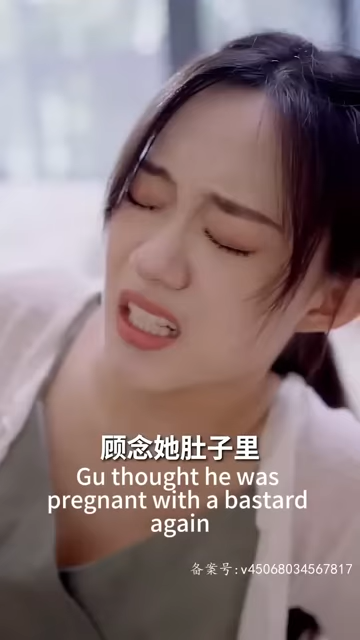 顾念她肚子里
Gu thought he was
pregnant with a bastard
again
备案号:v45068034567817